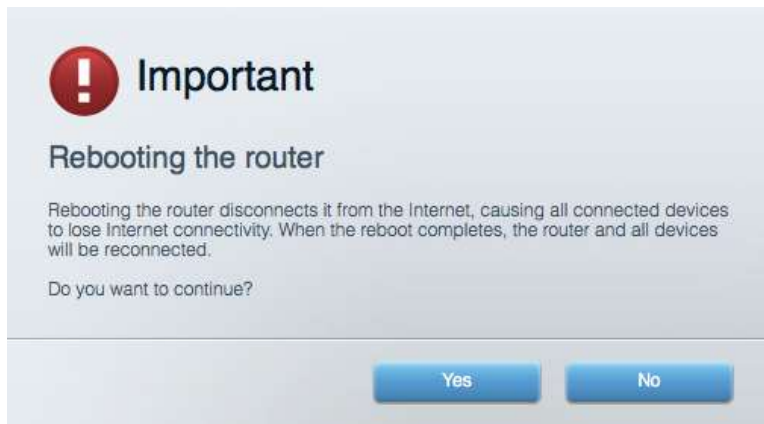 Important
Rebooting the router
Rebooting the router disconnects it from the Internet, causing all connected devices
to lose Internet connectivity. When the reboot completes, the router and all devices
will be reconnected.
Do you want to continue?
Yes
No